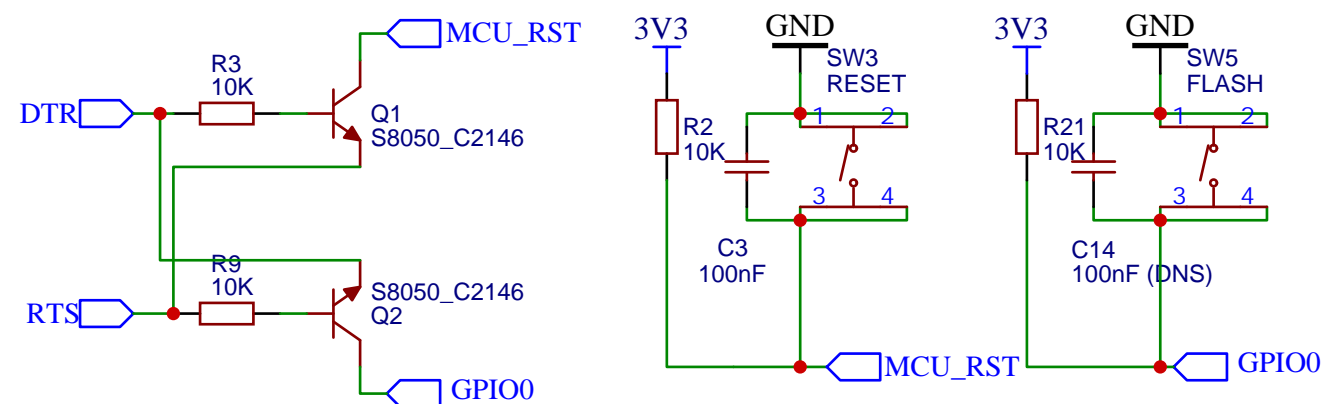 MCU_RST
R3
10K
DTR
Q1
S8050_C2146
R9
10K
RTS
S8050_C2146
Q2
GPIO0
3V3
GND
SW3
RESET
1 2
R2
10K
3 4
C3
100nF
MCU_RST
3V3
GND
SW5
FLASH
1 2
R21
10K
3 4
C14
100nF (DNS)
GPIO0